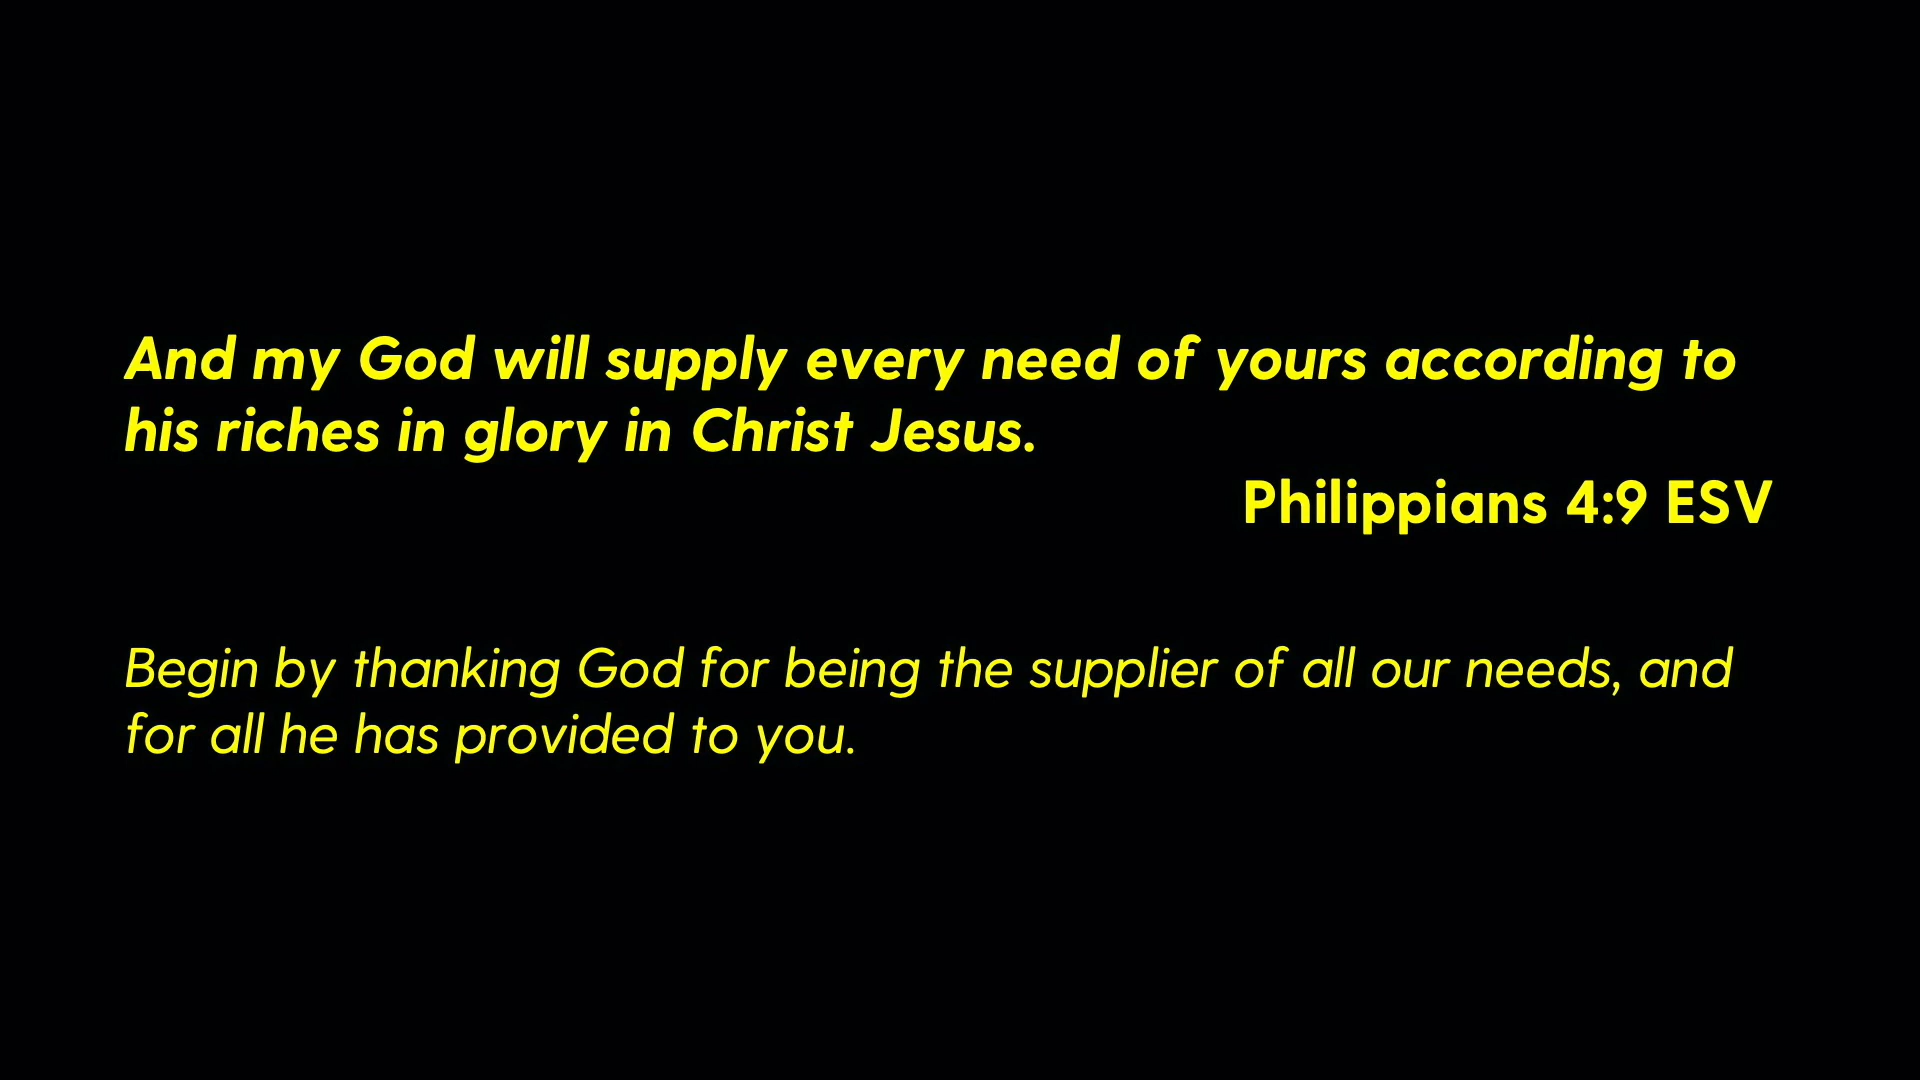 And my God will supply every need of yours according to
his riches in glory in Christ Jesus.
Philippians 4:9 ESV
Begin by thanking God for being the supplier of all our needs, and
for all he has provided to you.